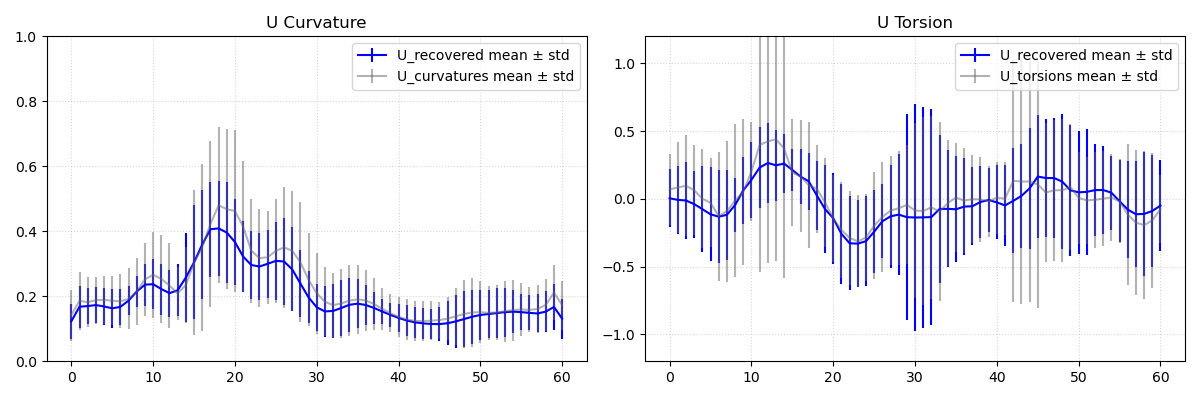 U Curvature
U_recovered mean ± std
U_curvatures mean ± std
1.0
0.8
0.6
0.4
0.2
0.0
0 10 20 30 40 50 60
U Torsion
U_recovered mean ± std
U_torsions mean ± std
1.0
0.5
0.0
−0.5
−1.0
0 10 20 30 40 50 60